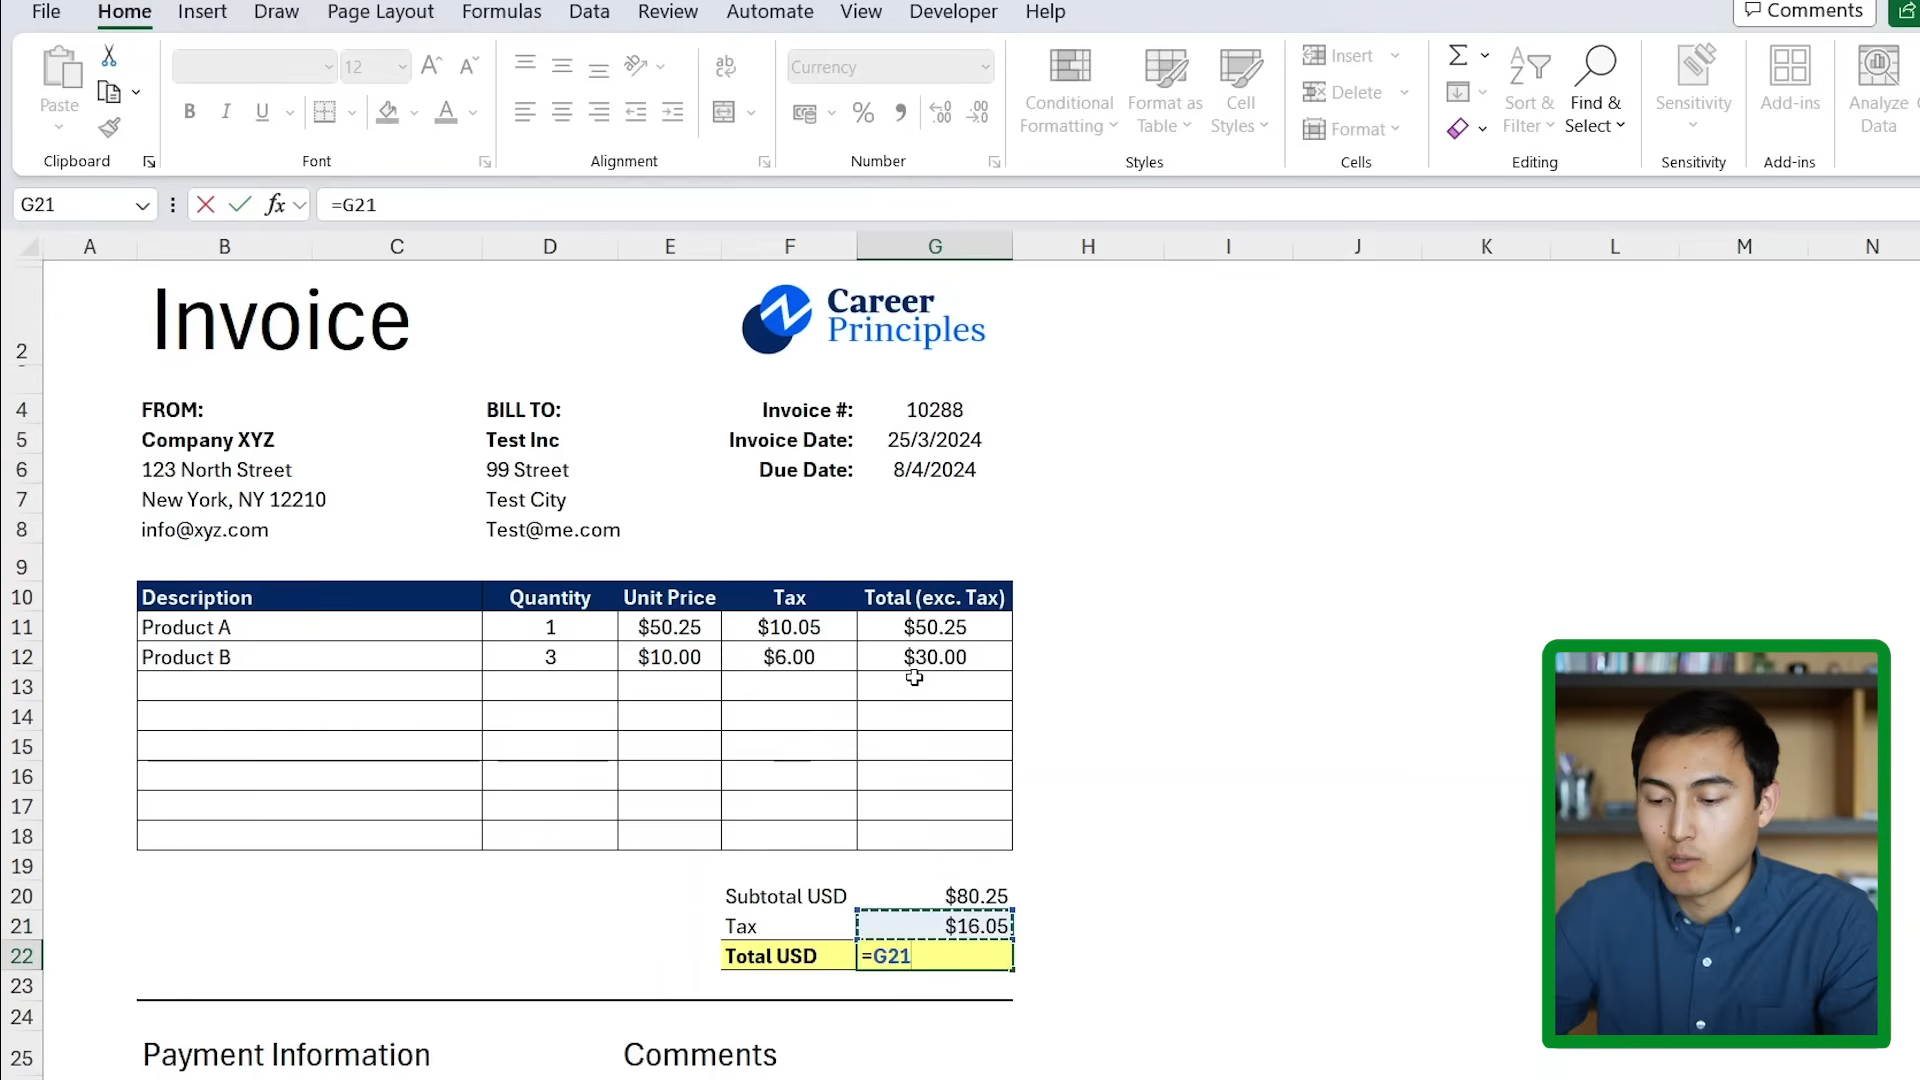 File Home Insert Draw Page Layout Formulas Data Review Automate View Developer Help Comments
Paste
12
Currency
Conditional Formatting
Format as Table
Cell Styles
Insert
Delete
Format
Sort & Filter
Find & Select
Sensitivity
Add-ins
Analyze Data
Clipboard Font Alignment Number Styles Cells Editing Sensitivity Add-ins
G21 fx =G21
A B C D E F G H I J K L M N
2 Invoice Career Principles
4 FROM: BILL TO: Invoice #: 10288
5 Company XYZ Test Inc Invoice Date: 25/3/2024
6 123 North Street 99 Street Due Date: 8/4/2024
7 New York, NY 12210 Test City
8 info@xyz.com Test@me.com
9
10 Description Quantity Unit Price Tax Total (exc. Tax)
11 Product A 1 $50.25 $10.05 $50.25
12 Product B 3 $10.00 $6.00 $30.00
13
14
15
16
17
18
19
20 Subtotal USD $80.25
21 Tax $16.05
22 Total USD =G21
23
24
25 Payment Information Comments